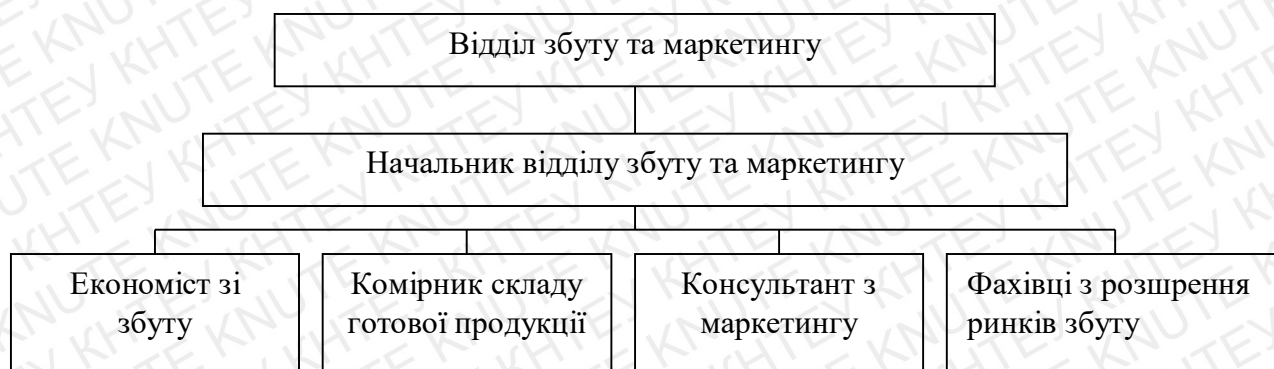 Відділ збуту та маркетингу
Начальник відділу збуту та маркетингу
Економіст зі
збуту
Комірник складу
готової продукції
Консультант з
маркетингу
Фахівці з розшрення
ринків збуту